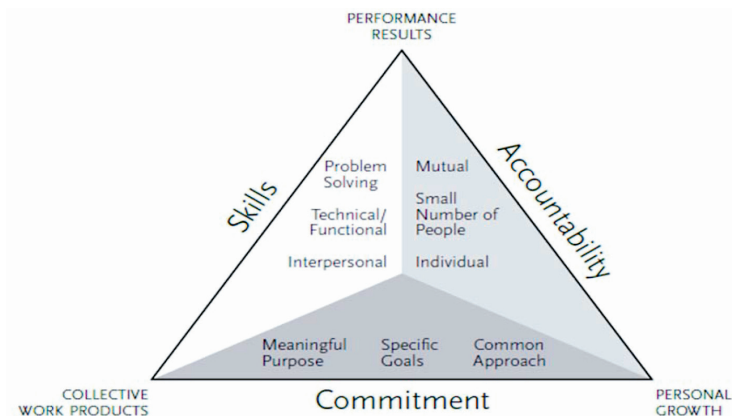 PERFORMANCE
RESULTS
Skills
Accountability
Problem
Solving
Technical/
Functional
Interpersonal
Mutual
Small
Number of
People
Individual
Meaningful
Purpose
Specific
Goals
Common
Approach
COLLECTIVE
WORK PRODUCTS
Commitment
PERSONAL
GROWTH